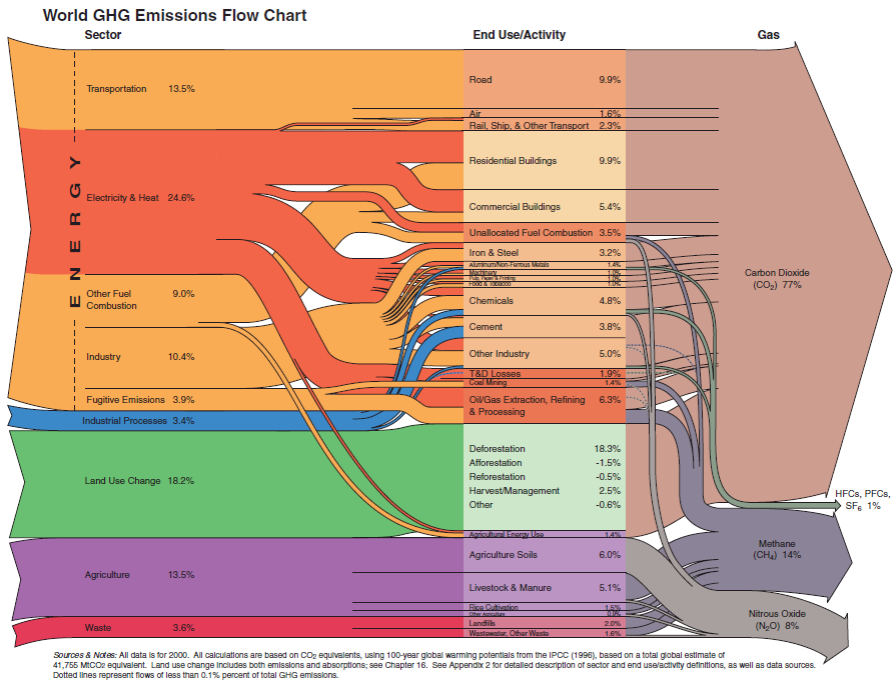 World GHG Emissions Flow Chart
Sector
End Use/Activity
Gas
ENERGY
Transportation 13.5%
Electricity & Heat 24.6%
Other Fuel
Combustion 9.0%
Industry 10.4%
Fugitive Emissions 3.9%
Industrial Processes 3.4%
Land Use Change 18.2%
Agriculture 13.5%
Waste 3.6%
Road 9.9%
Air 1.6%
Rail, Ship, & Other Transport 2.3%
Residential Buildings 9.9%
Commercial Buildings 5.4%
Unallocated Fuel Combustion 3.5%
Iron & Steel 3.2%
Aluminum/Non-Ferrous Metals 1.4%
Machinery 1.0%
Pulp, Paper & Printing 1.0%
Food & Tobacco 1.0%
Chemicals 4.8%
Cement 3.8%
Other Industry 5.0%
T&D Losses 1.9%
Coal Mining 1.4%
Oil/Gas Extraction, Refining
& Processing 6.3%
Deforestation 18.3%
Afforestation -1.5%
Reforestation -0.5%
Harvest/Management 2.5%
Other -0.6%
Agricultural Energy Use 1.4%
Agriculture Soils 6.0%
Livestock & Manure 5.1%
Rice Cultivation 1.5%
Other Agriculture 0.9%
Landfills 2.0%
Wastewater, Other Waste 1.6%
Carbon Dioxide
(CO₂) 77%
HFCs, PFCs,
SF₆ 1%
Methane
(CH₄) 14%
Nitrous Oxide
(N₂O) 8%
Sources & Notes: All data is for 2000. All calculations are based on CO₂ equivalents, using 100-year global warming potentials from the IPCC (1996), based on a total global estimate of
41,755 MtCO₂ equivalent. Land use change includes both emissions and absorptions; see Chapter 16. See Appendix 2 for detailed description of sector and end use/activity definitions, as well as data sources.
Dotted lines represent flows of less than 0.1% percent of total GHG emissions.